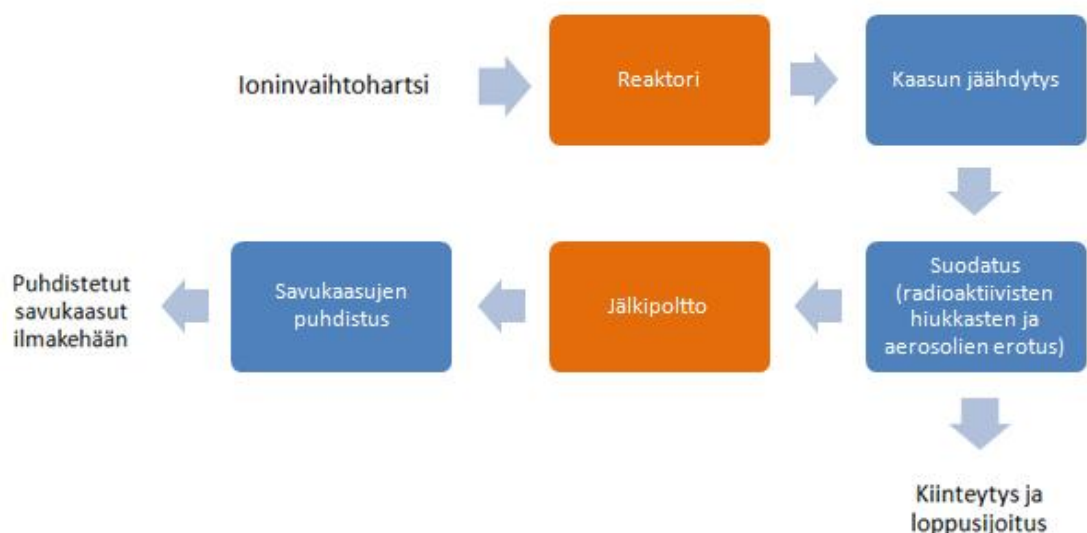 Ioninvaihtohartsi
Reaktori
Kaasun jäähdytys
Suodatus
(radioaktiivisten
hiukkasten ja
aerosolien erotus)
Jälkipoltto
Savukaasujen
puhdistus
Puhdistetut
savukaasut
ilmakehään
Kiinteytys ja
loppusijoitus